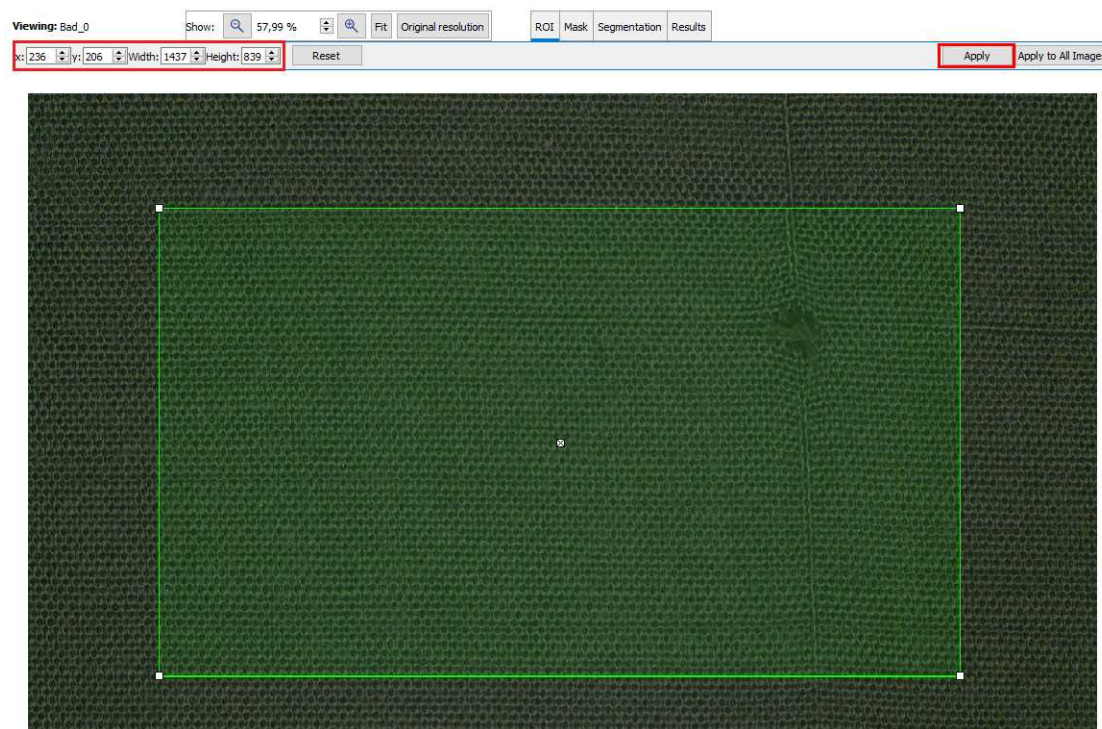 Viewing: Bad_0 Show: 57,99 % Fit Original resolution ROI Mask Segmentation Results
x: 236 y: 206 Width: 1437 Height: 839 Reset Apply Apply to All Image